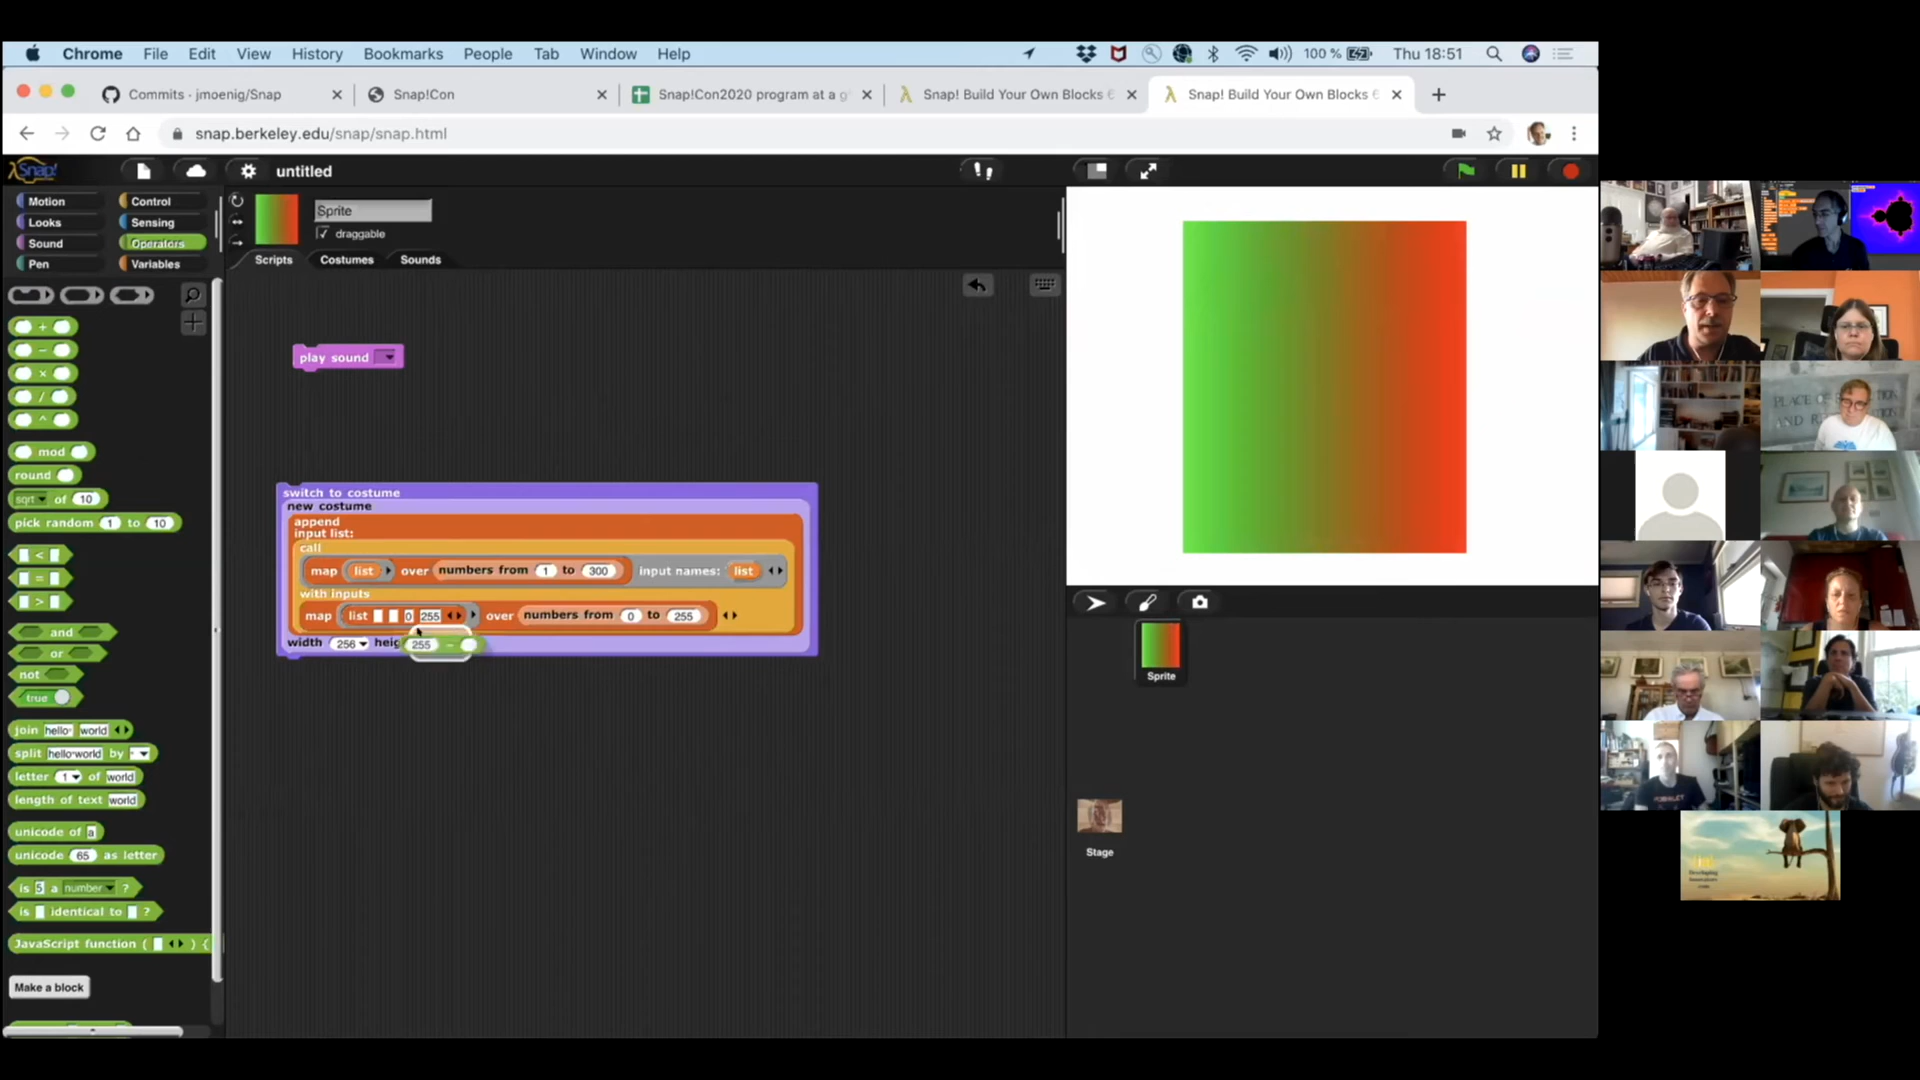 Chrome File Edit View History Bookmarks People Tab Window Help 100 % Thu 18:51
Commits · jmoenig/Snap Snap!Con Snap!Con2020 program at a g Snap! Build Your Own Blocks Snap! Build Your Own Blocks
snap.berkeley.edu/snap/snap.html
Snap! untitled
Motion Control
Looks Sensing
Sound Operators
Pen Variables
Sprite
draggable
Scripts Costumes Sounds
+
-
×
/
^
mod
round
sqrt of 10
pick random 1 to 10
<
=
>
and
or
not
true
join hello world
split hello world by
letter 1 of world
length of text world
unicode of a
unicode 65 as letter
is 5 a number ?
is identical to ?
JavaScript function ( ) {
Make a block
play sound
switch to costume
new costume
append
input list:
call
map list over numbers from 1 to 300 input names: list
with inputs
map list 0 255 over numbers from 0 to 255
width 256 heig 255 -
Sprite
Stage
PLACE OF
AND RE